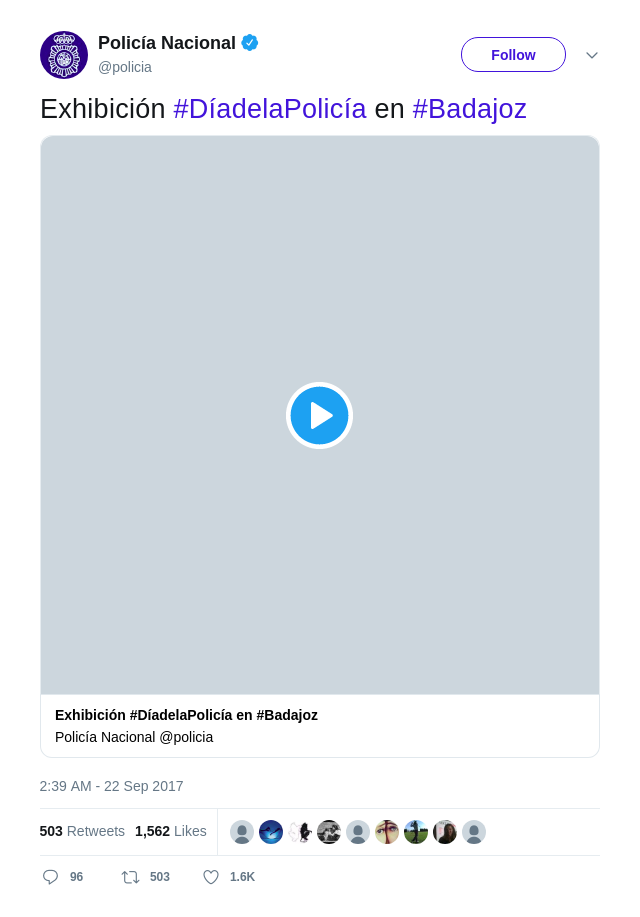 Policía Nacional
@policia
Follow
Exhibición #DíadelaPolicía en #Badajoz
Exhibición #DíadelaPolicía en #Badajoz
Policía Nacional @policia
2:39 AM - 22 Sep 2017
503 Retweets 1,562 Likes
96 503 1.6K